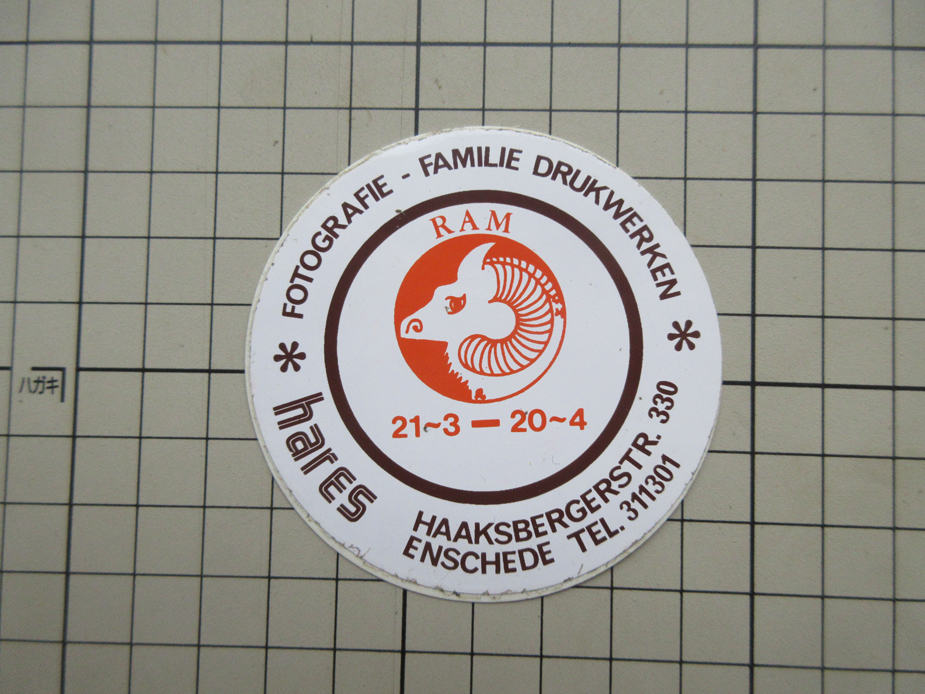 FOTOGRAFIE - FAMILIE DRUKWERKEN
RAM
21~3 — 20~4
* hares
HAAKSBERGERSTR. 330 *
ENSCHEDE TEL. 311301
ハガキ